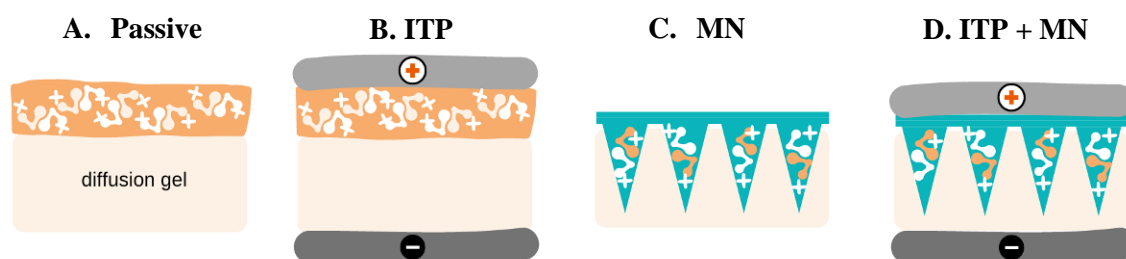 A. Passive
B. ITP
C. MN
D. ITP + MN
diffusion gel